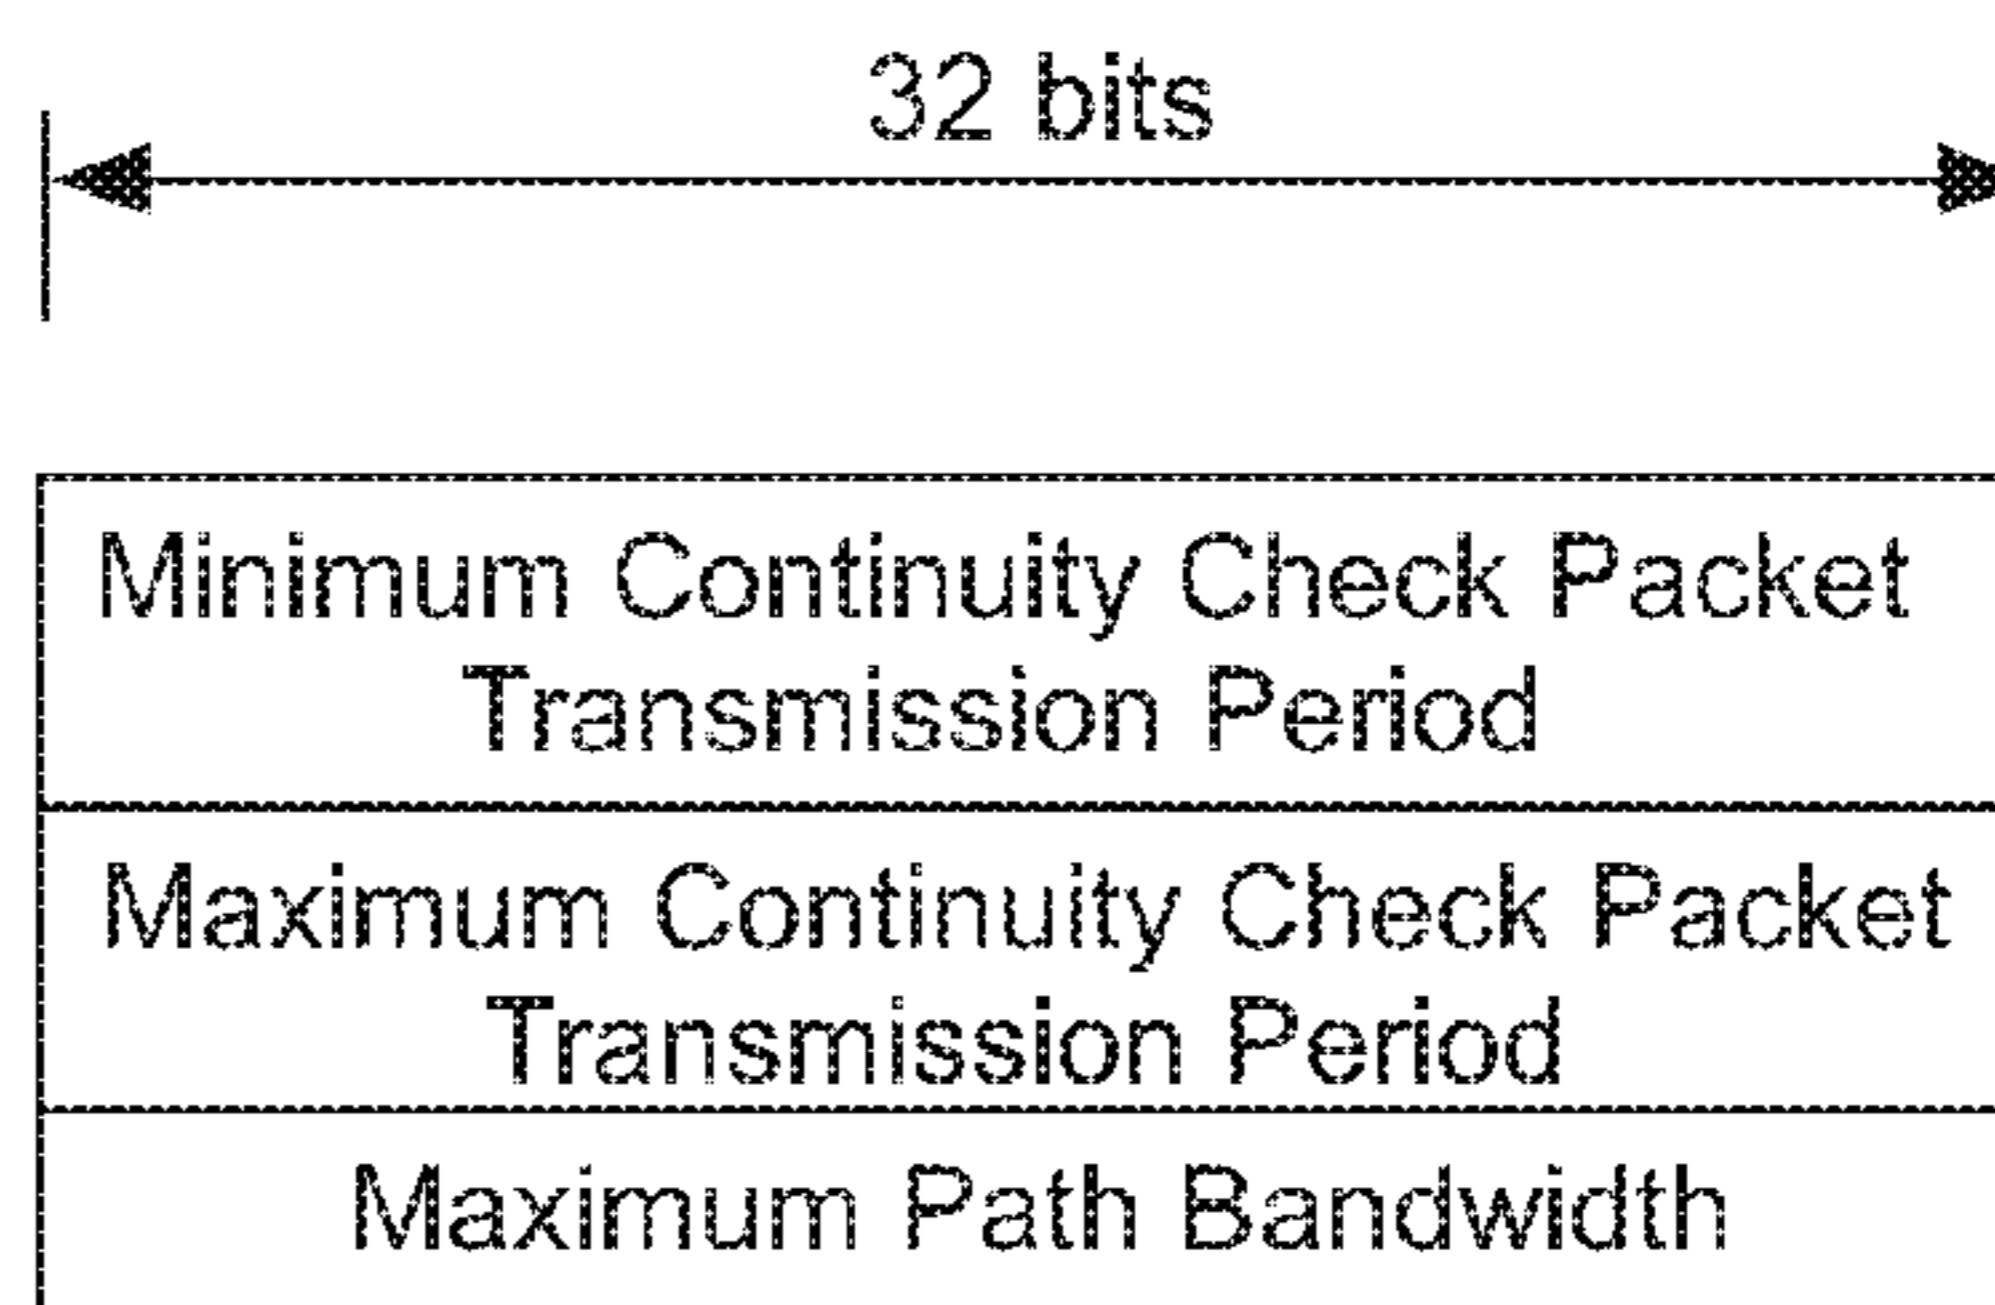 32 bits
Minimum Continuity Check Packet
Transmission Period
Maximum Continuity Check Packet
Transmission Period
Maximum Path Bandwidth